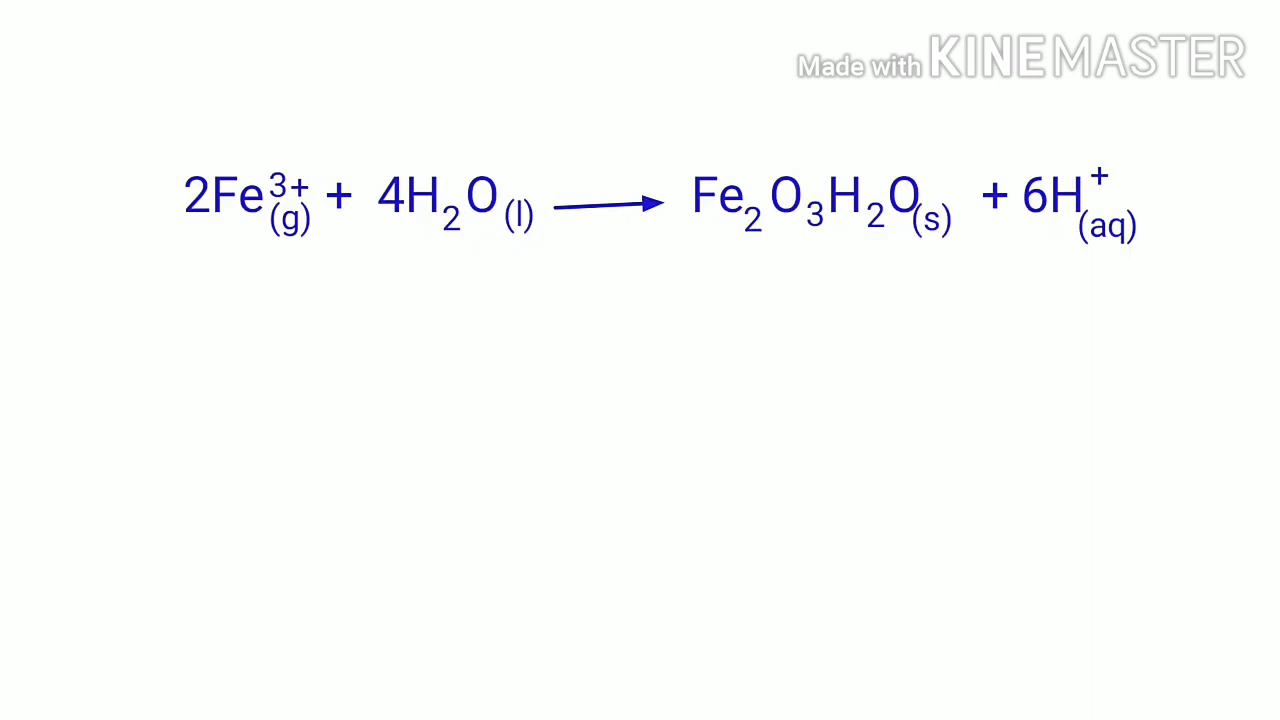 Made with KINEMASTER
2Fe³⁺(g) + 4H₂O(l) → Fe₂O₃H₂O(s) + 6H⁺(aq)